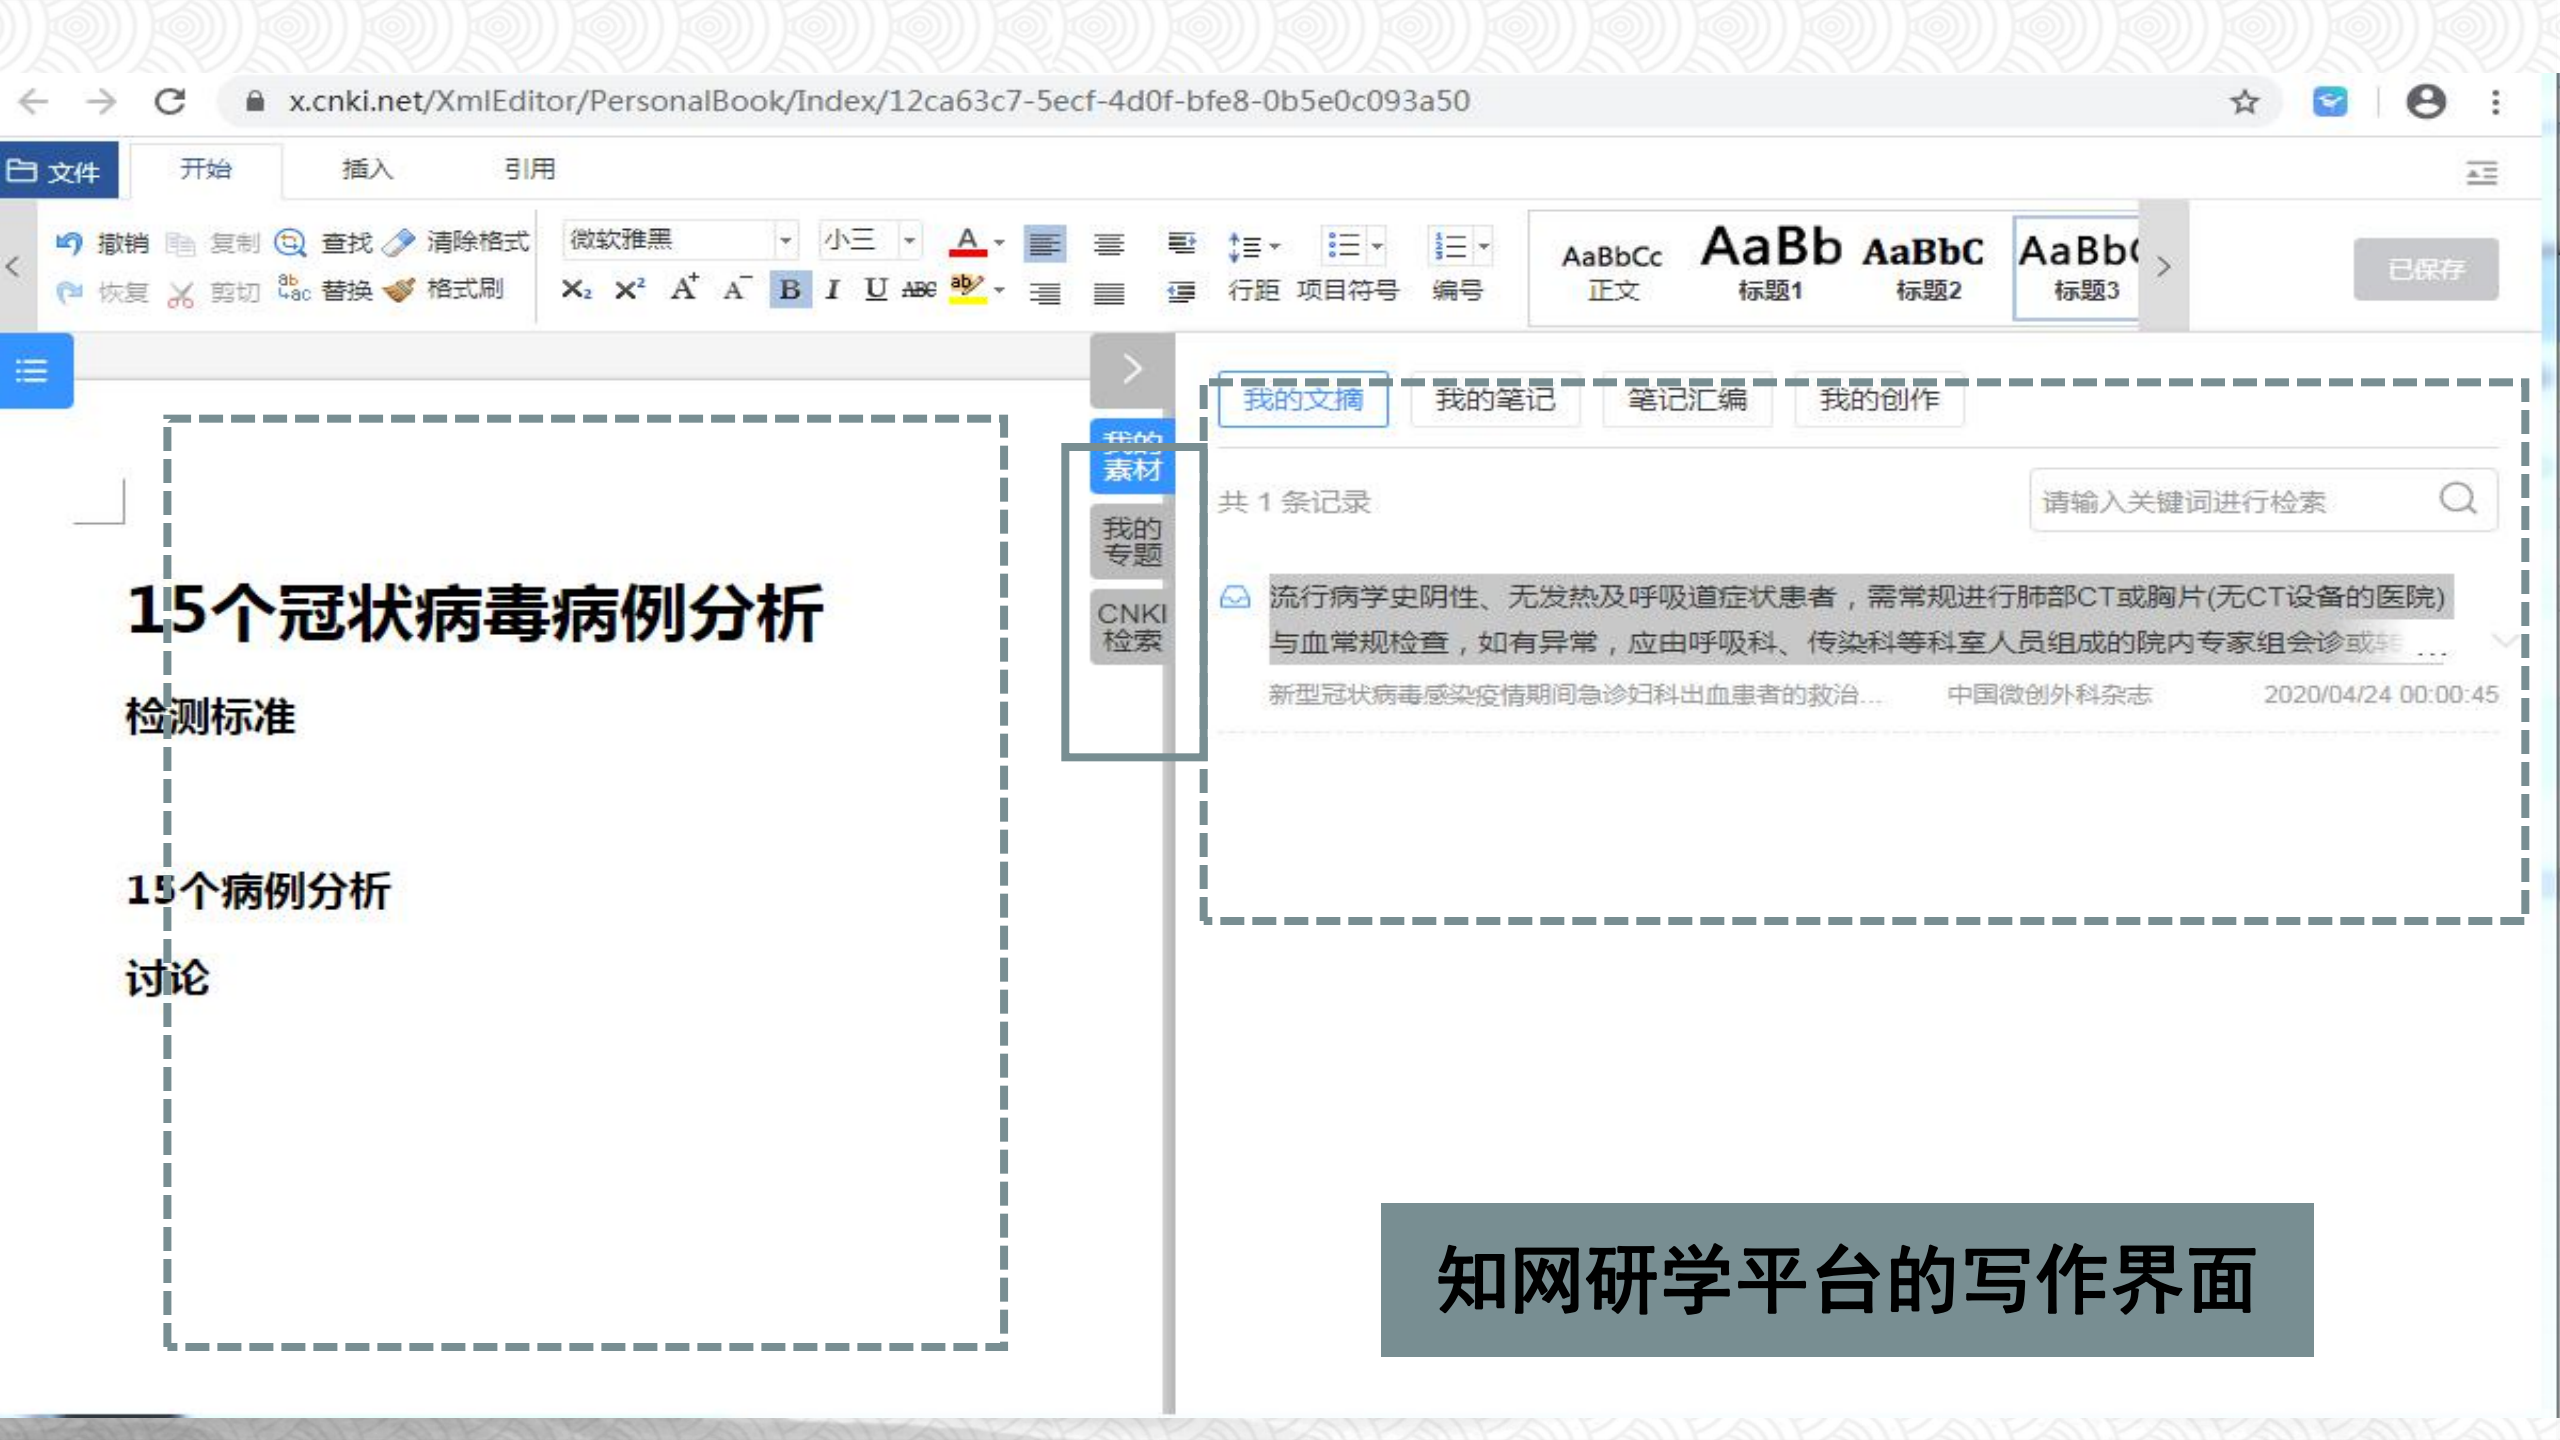 x.cnki.net/XmlEditor/PersonalBook/Index/12ca63c7-5ecf-4d0f-bfe8-0b5e0c093a50
文件 开始 插入 引用
撤销 复制 查找 清除格式 微软雅黑 小三 A
恢复 剪切 替换 格式刷 X₂ X² A⁺ A⁻ B I U ABC ab 行距 项目符号 编号
AaBbCc AaBb AaBbC AaBb
正文 标题1 标题2 标题3
已保存
15个冠状病毒病例分析
检测标准
15个病例分析
讨论
我的
素材
我的
专题
CNKI
检索
我的文摘 我的笔记 笔记汇编 我的创作
共 1 条记录 请输入关键词进行检索
流行病学史阴性、无发热及呼吸道症状患者，需常规进行肺部CT或胸片(无CT设备的医院)
与血常规检查，如有异常，应由呼吸科、传染科等科室人员组成的院内专家组会诊或转 ...
新型冠状病毒感染疫情期间急诊妇科出血患者的救治... 中国微创外科杂志 2020/04/24 00:00:45
知网研学平台的写作界面